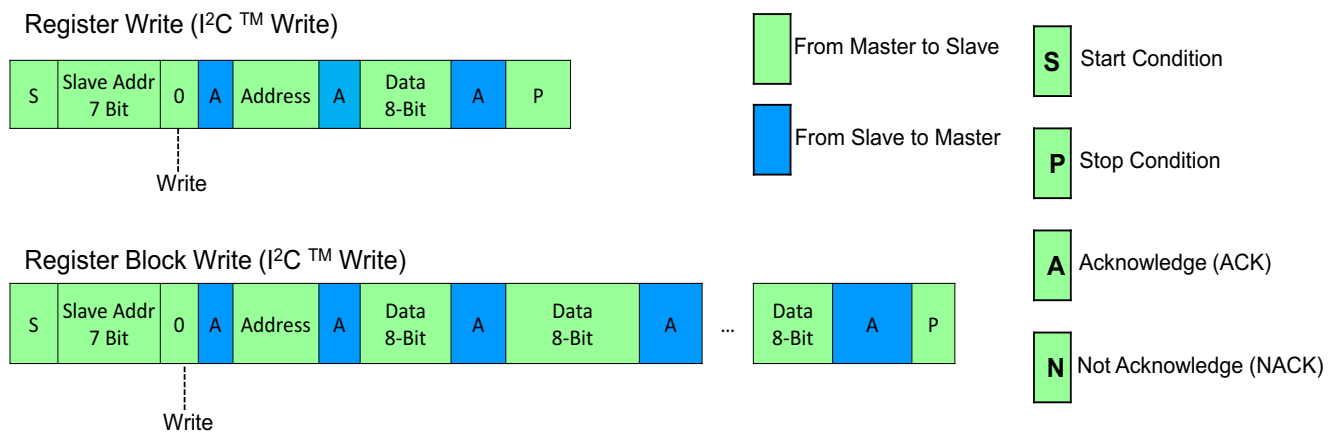 Register Write (I²C ™ Write)
S
Slave Addr
7 Bit
0
A
Address
A
Data
8-Bit
A
P
Write
Register Block Write (I²C ™ Write)
S
Slave Addr
7 Bit
0
A
Address
A
Data
8-Bit
A
Data
8-Bit
A
...
Data
8-Bit
A
P
Write
From Master to Slave
From Slave to Master
S Start Condition
P Stop Condition
A Acknowledge (ACK)
N Not Acknowledge (NACK)